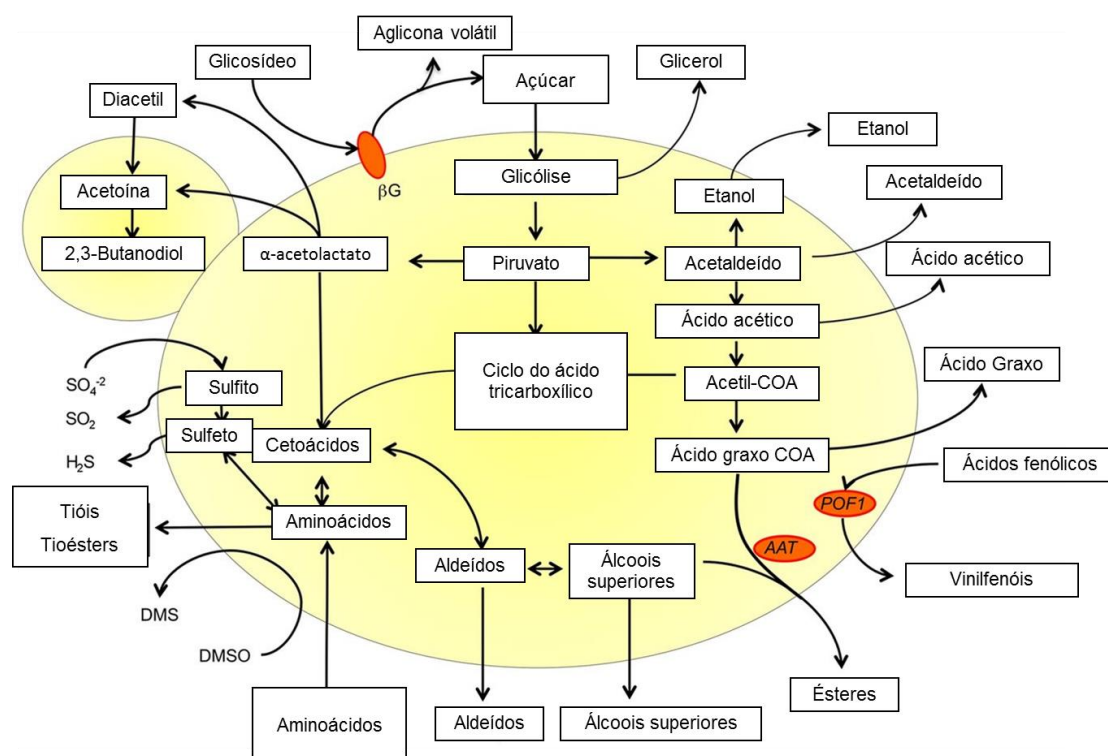 Aglicona volátil
Glicosídeo
Açúcar
Glicerol
Diacetil
Etanol
βG
Glicólise
Etanol
Acetaldeído
Acetoína
2,3-Butanodiol
α-acetolactato
Piruvato
Acetaldeído
Ácido acético
Ácido acético
SO₄⁻²
Sulfito
Ciclo do ácido
tricarboxílico
Acetil-COA
Ácido Graxo
SO₂
Sulfeto
Cetoácidos
Ácido graxo COA
Ácidos fenólicos
H₂S
POF1
Tióis
Tioésters
Aminoácidos
AAT
Aldeídos
Álcoois
superiores
Vinilfenóis
DMS
DMSO
Ésteres
Aminoácidos
Aldeídos
Álcoois superiores